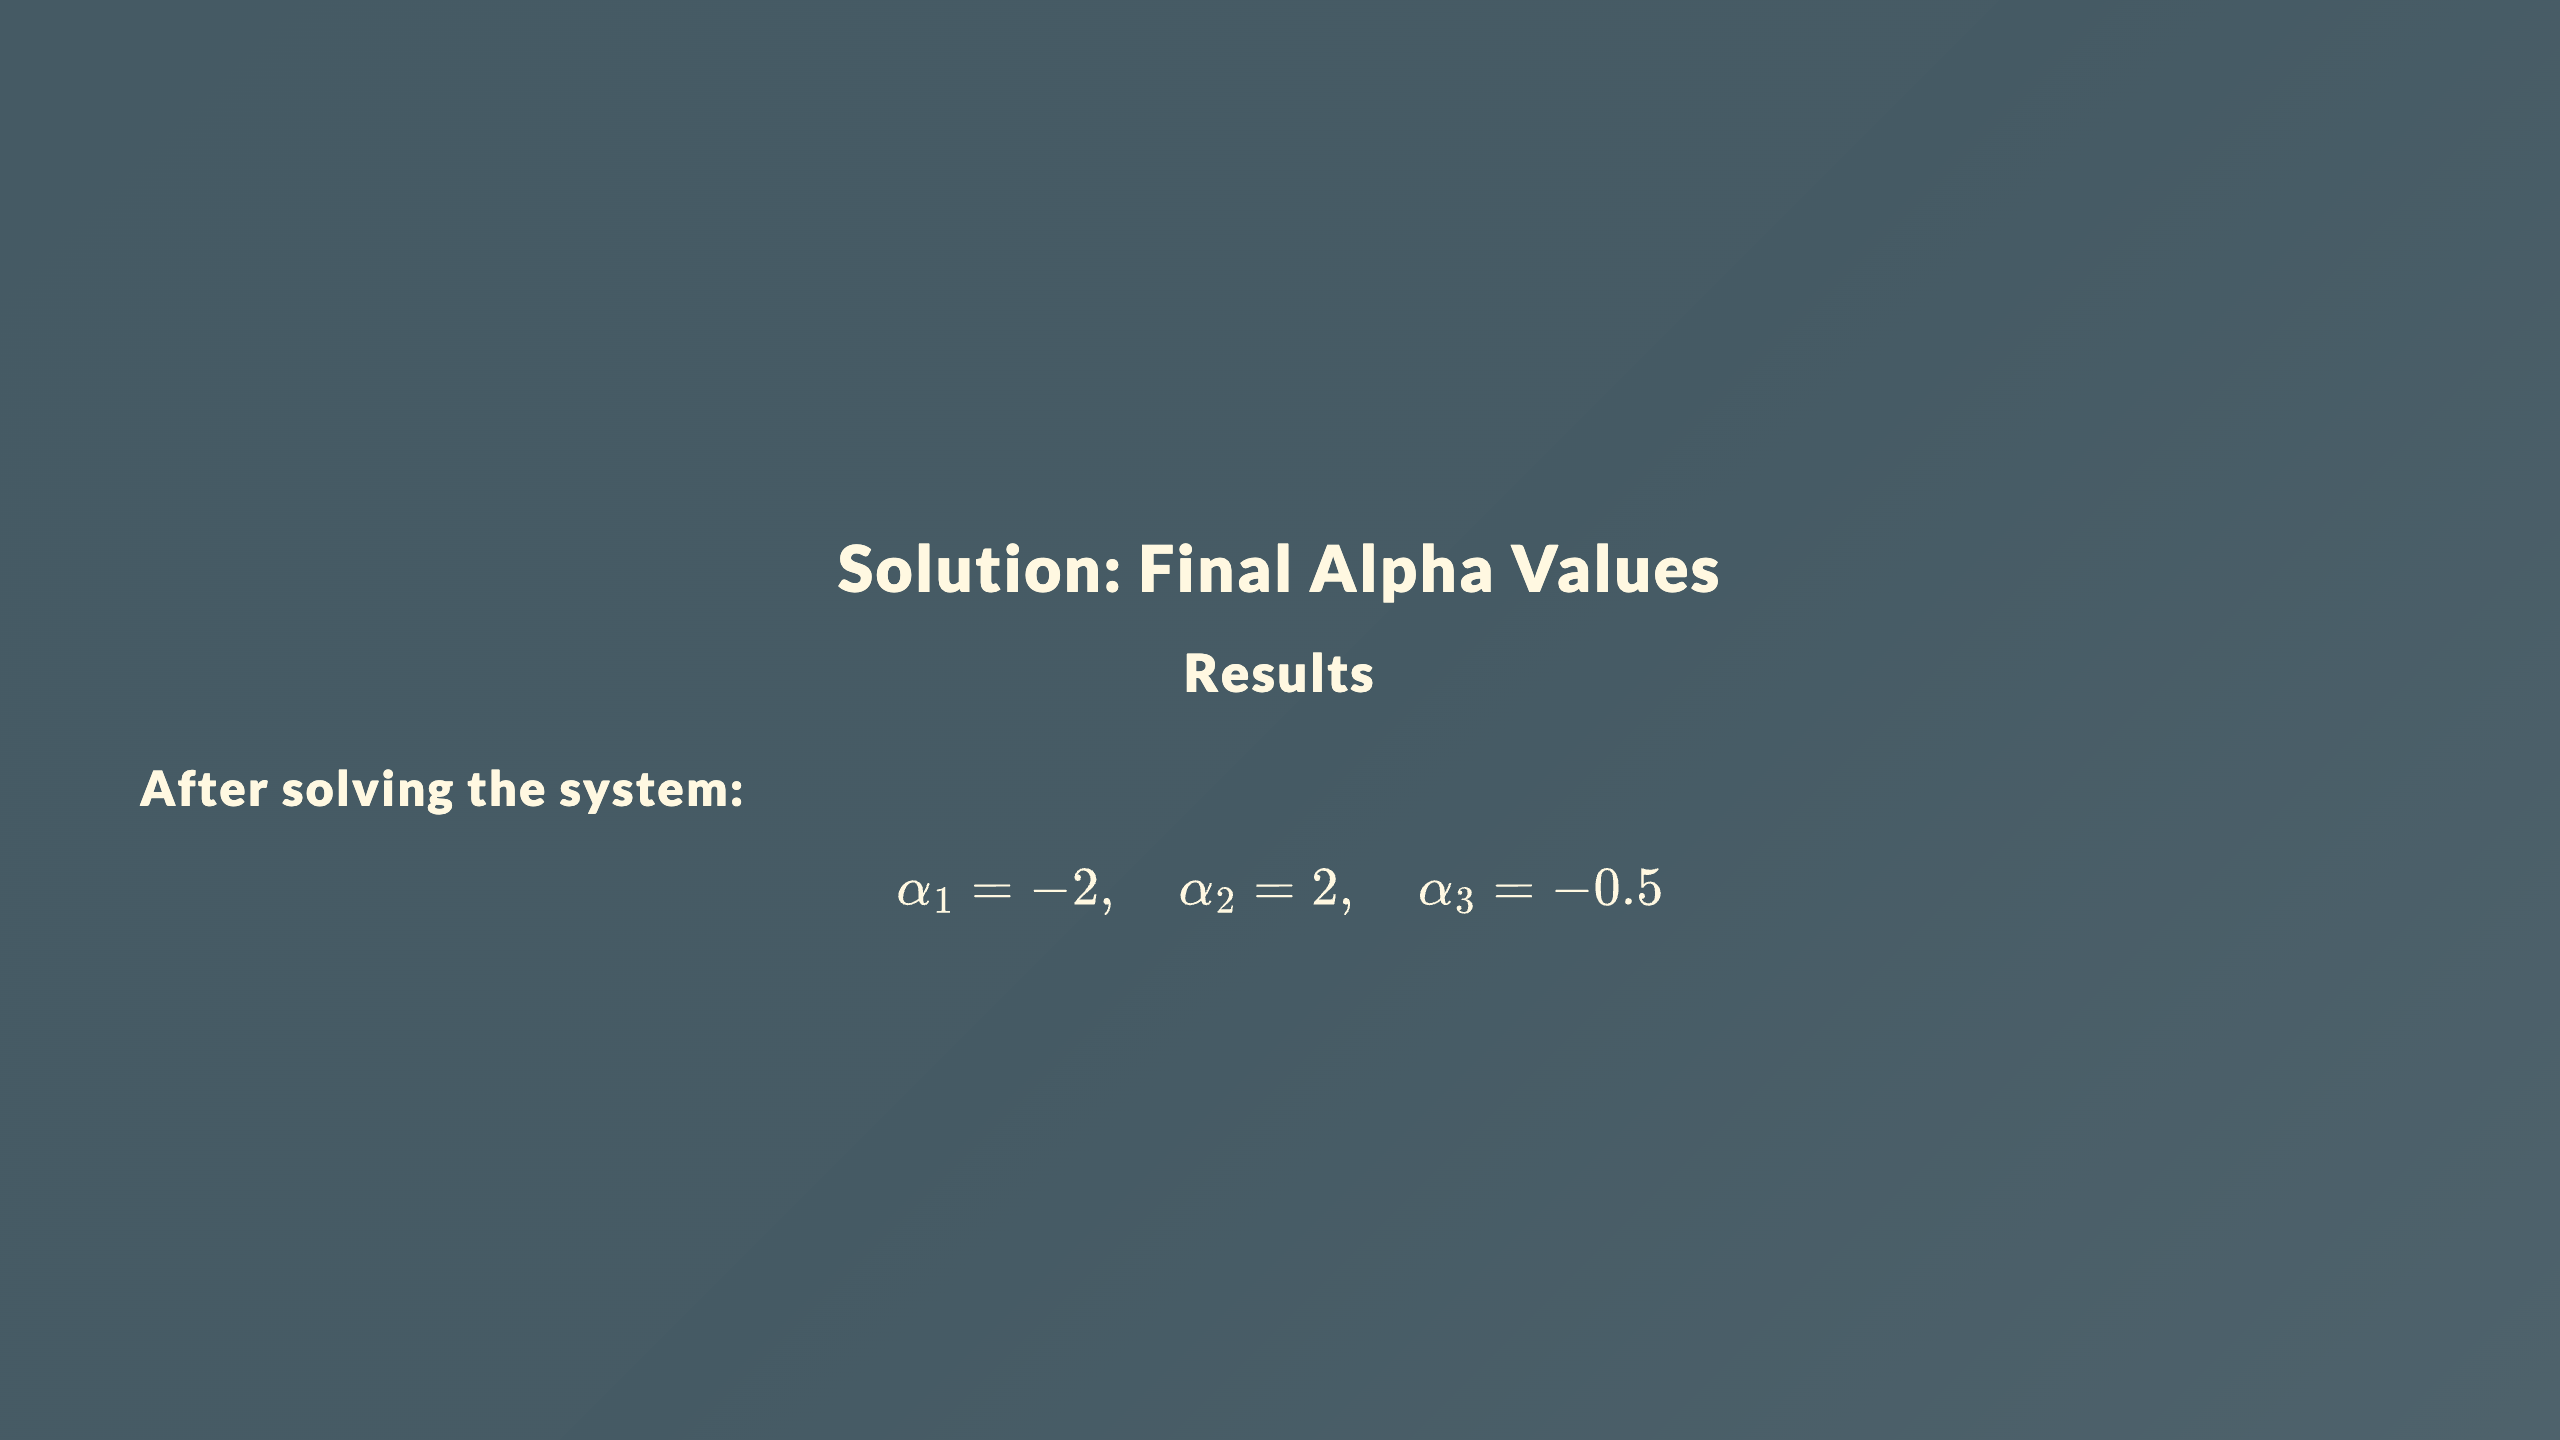 Solution: Final Alpha Values
Results
After solving the system:
α₁ = −2, α₂ = 2, α₃ = −0.5